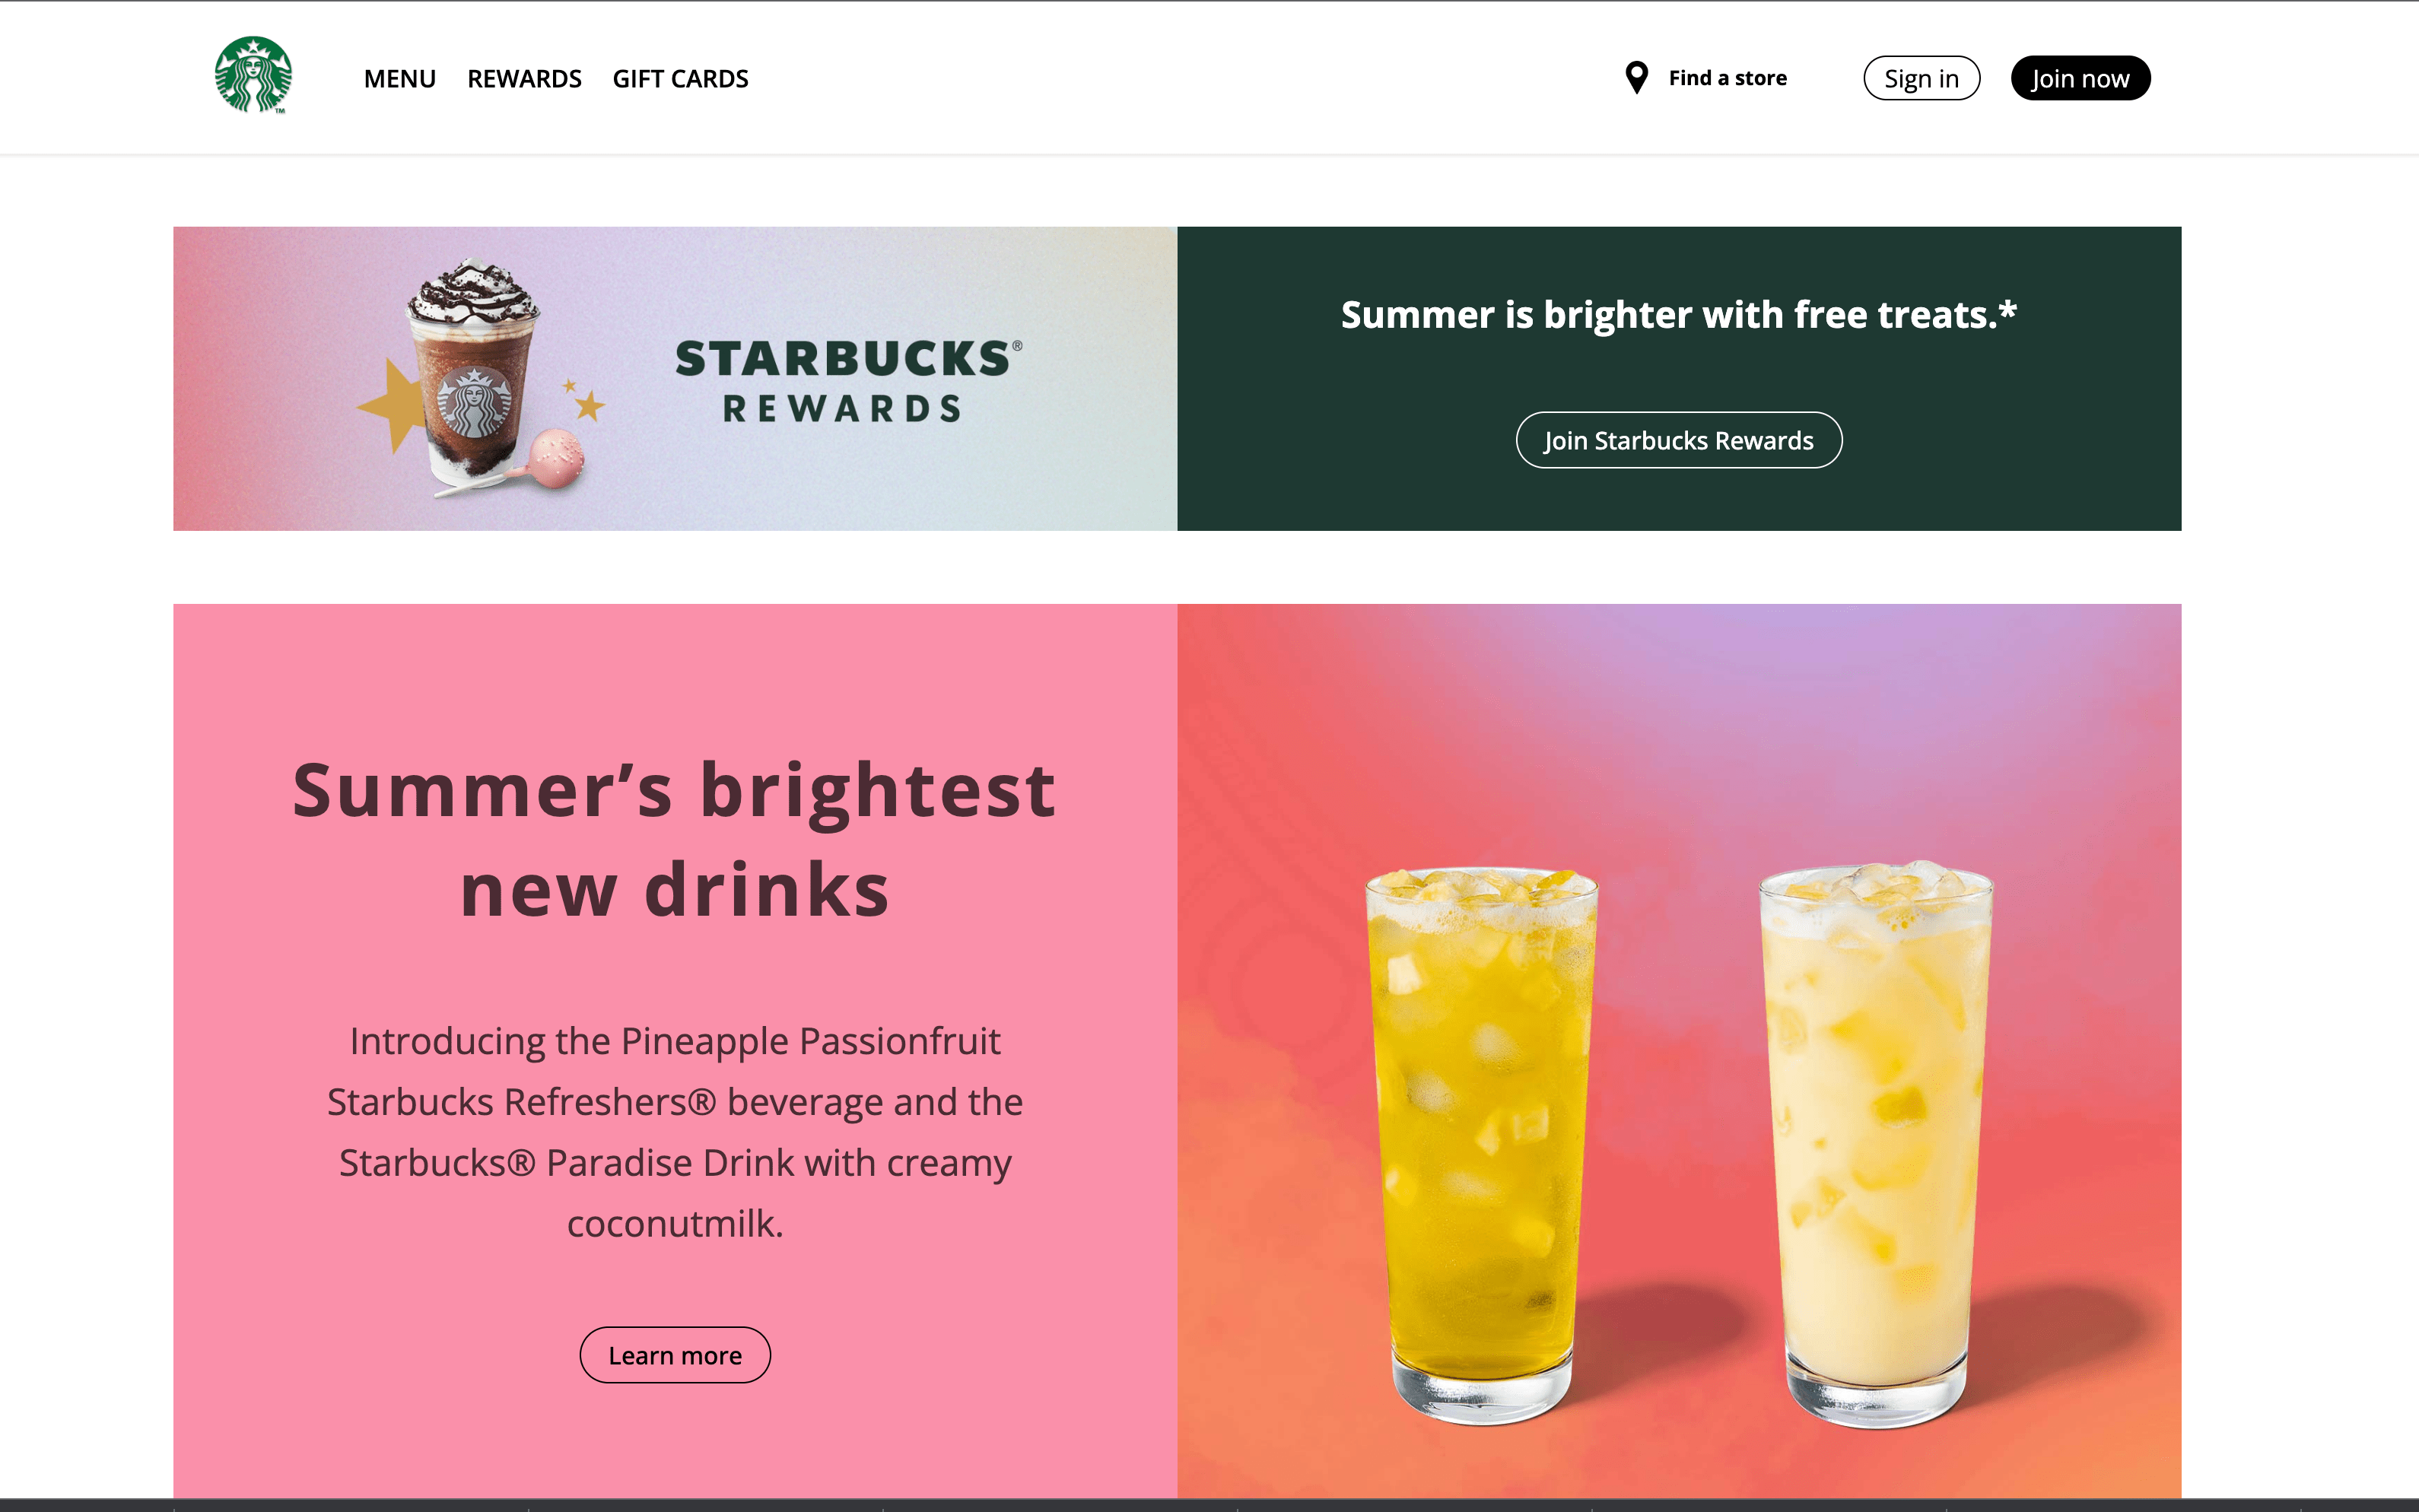 TM
MENU REWARDS GIFT CARDS
Find a store
Sign in
Join now
STARBUCKS®
REWARDS
Summer is brighter with free treats.*
Join Starbucks Rewards
Summer’s brightest
new drinks
Introducing the Pineapple Passionfruit
Starbucks Refreshers® beverage and the
Starbucks® Paradise Drink with creamy
coconutmilk.
Learn more